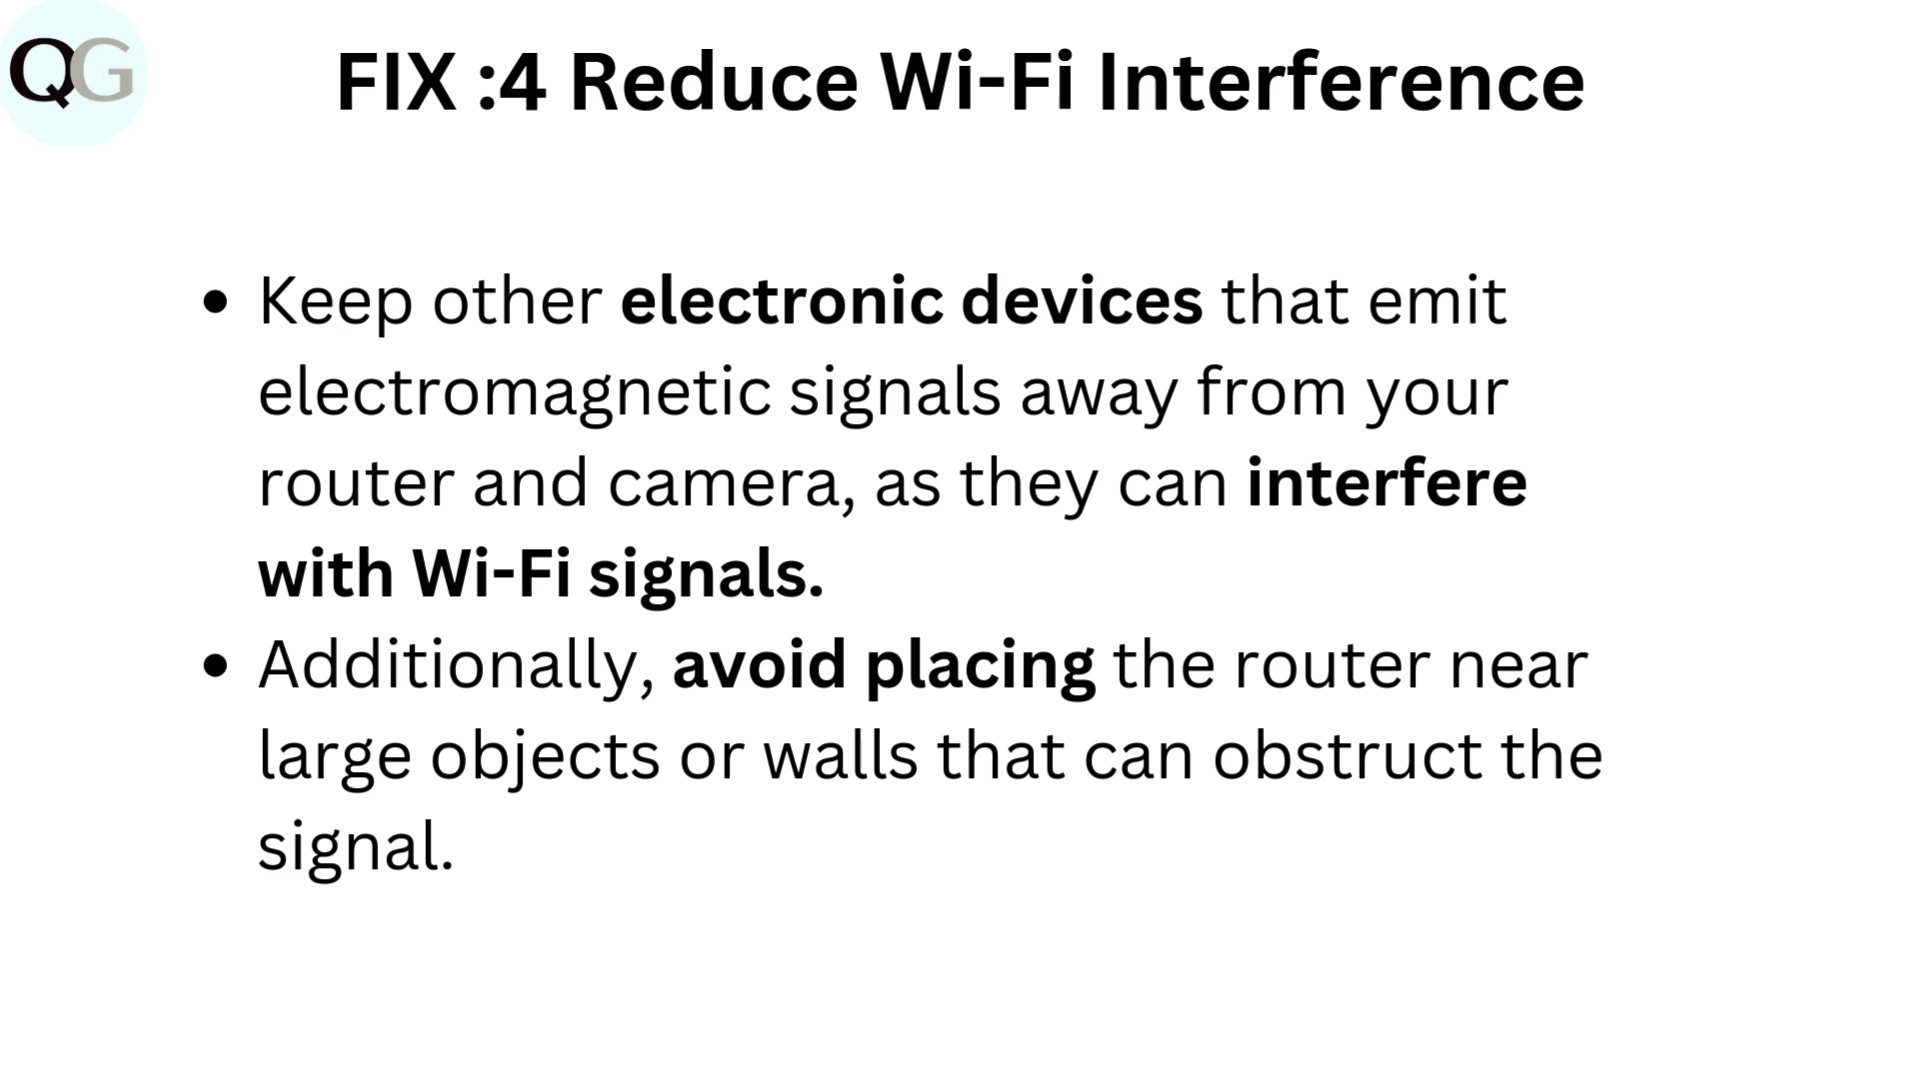 QG
FIX :4 Reduce Wi-Fi Interference
• Keep other electronic devices that emit
electromagnetic signals away from your
router and camera, as they can interfere
with Wi-Fi signals.
• Additionally, avoid placing the router near
large objects or walls that can obstruct the
signal.